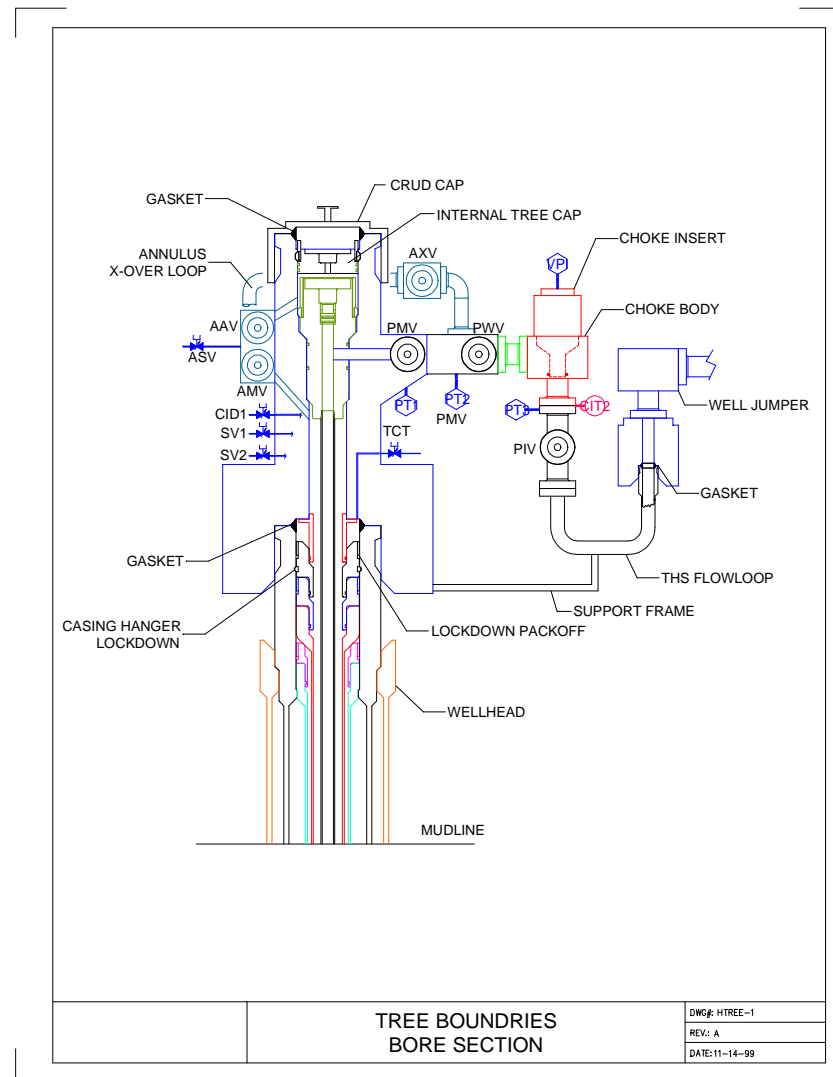 CRUD CAP
GASKET
INTERNAL TREE CAP
ANNULUS
X-OVER LOOP
AXV
CHOKE INSERT
VPI
CHOKE BODY
AAV
PMV
PWV
ASV
AMV
WELL JUMPER
PT1
PT2
PT3
CIT2
CID1
PMV
TCT
SV1
PIV
SV2
GASKET
GASKET
THS FLOWLOOP
SUPPORT FRAME
CASING HANGER
LOCKDOWN
LOCKDOWN PACKOFF
WELLHEAD
MUDLINE
TREE BOUNDRIES
BORE SECTION
DWG#: HTREE-1
REV.: A
DATE:11-14-99